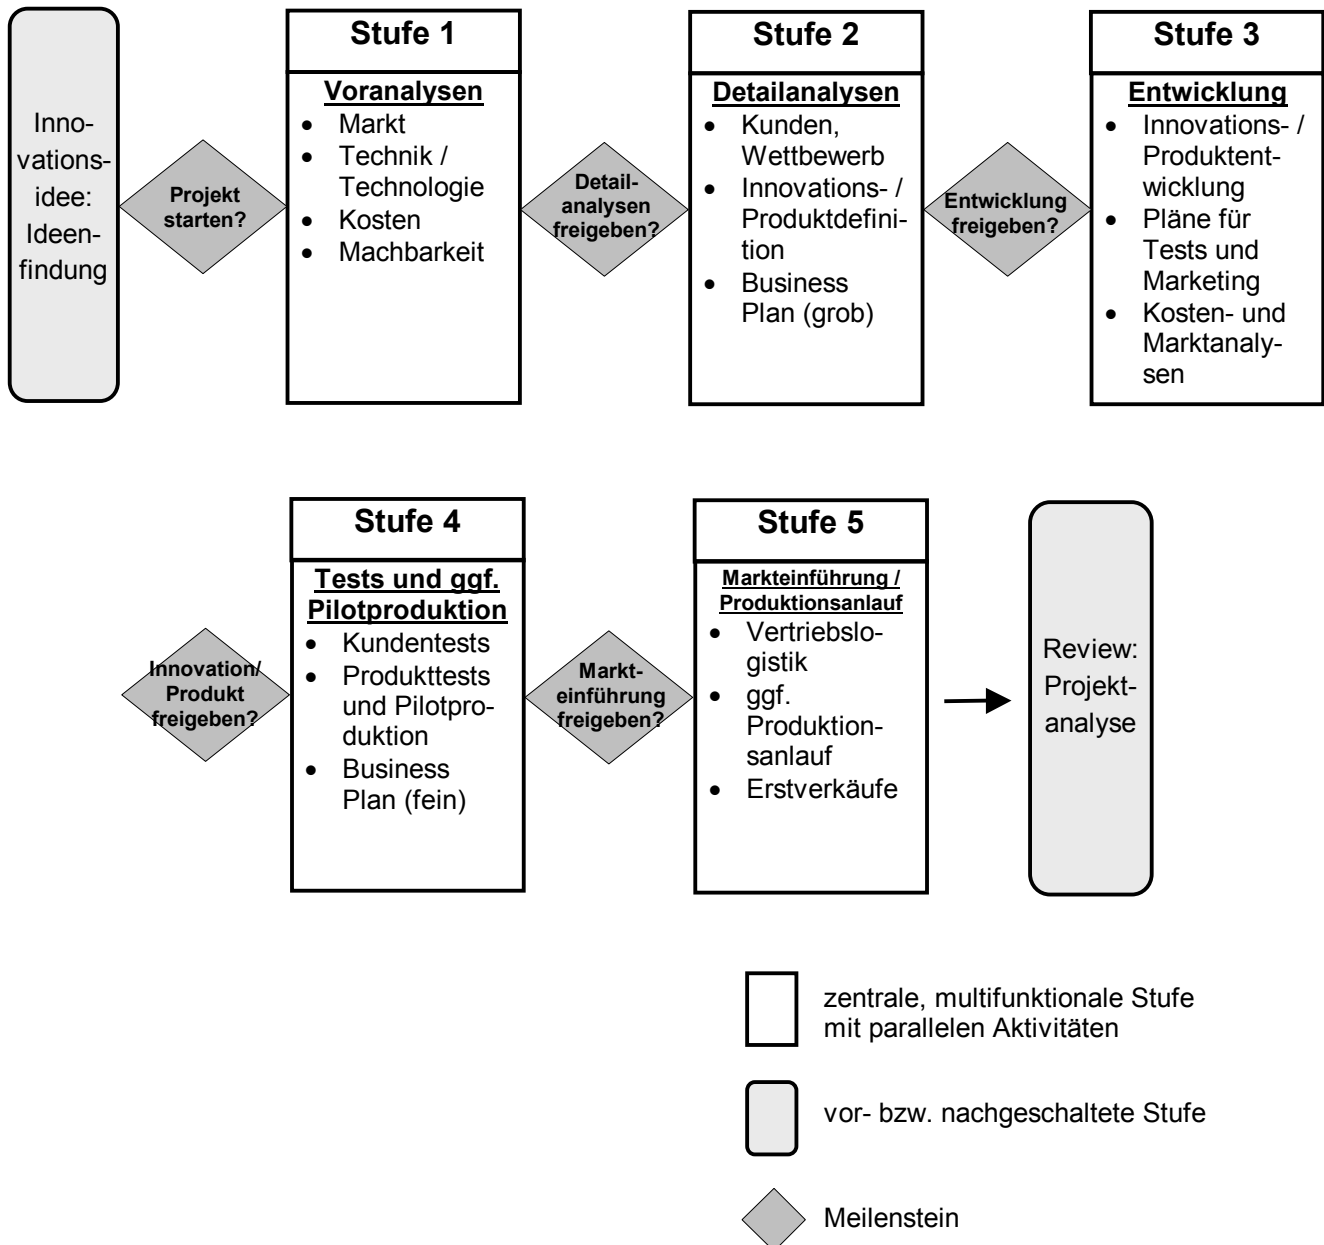 Inno-
vations-
idee:
Ideen-
findung
Projekt
starten?
Stufe 1
Voranalysen
• Markt
• Technik /
Technologie
• Kosten
• Machbarkeit
Detail-
analysen
freigeben?
Stufe 2
Detailanalysen
• Kunden,
Wettbewerb
• Innovations- /
Produktdefini-
tion
• Business
Plan (grob)
Entwicklung
freigeben?
Stufe 3
Entwicklung
• Innovations- /
Produktent-
wicklung
• Pläne für
Tests und
Marketing
• Kosten- und
Marktanaly-
sen
Innovation/
Produkt
freigeben?
Stufe 4
Tests und ggf.
Pilotproduktion
• Kundentests
• Produkttests
und Pilotpro-
duktion
• Business
Plan (fein)
Markt-
einführung
freigeben?
Stufe 5
Markteinführung /
Produktionsanlauf
• Vertriebslo-
gistik
• ggf.
Produktion-
sanlauf
• Erstverkäufe
Review:
Projekt-
analyse
zentrale, multifunktionale Stufe
mit parallelen Aktivitäten
vor- bzw. nachgeschaltete Stufe
Meilenstein